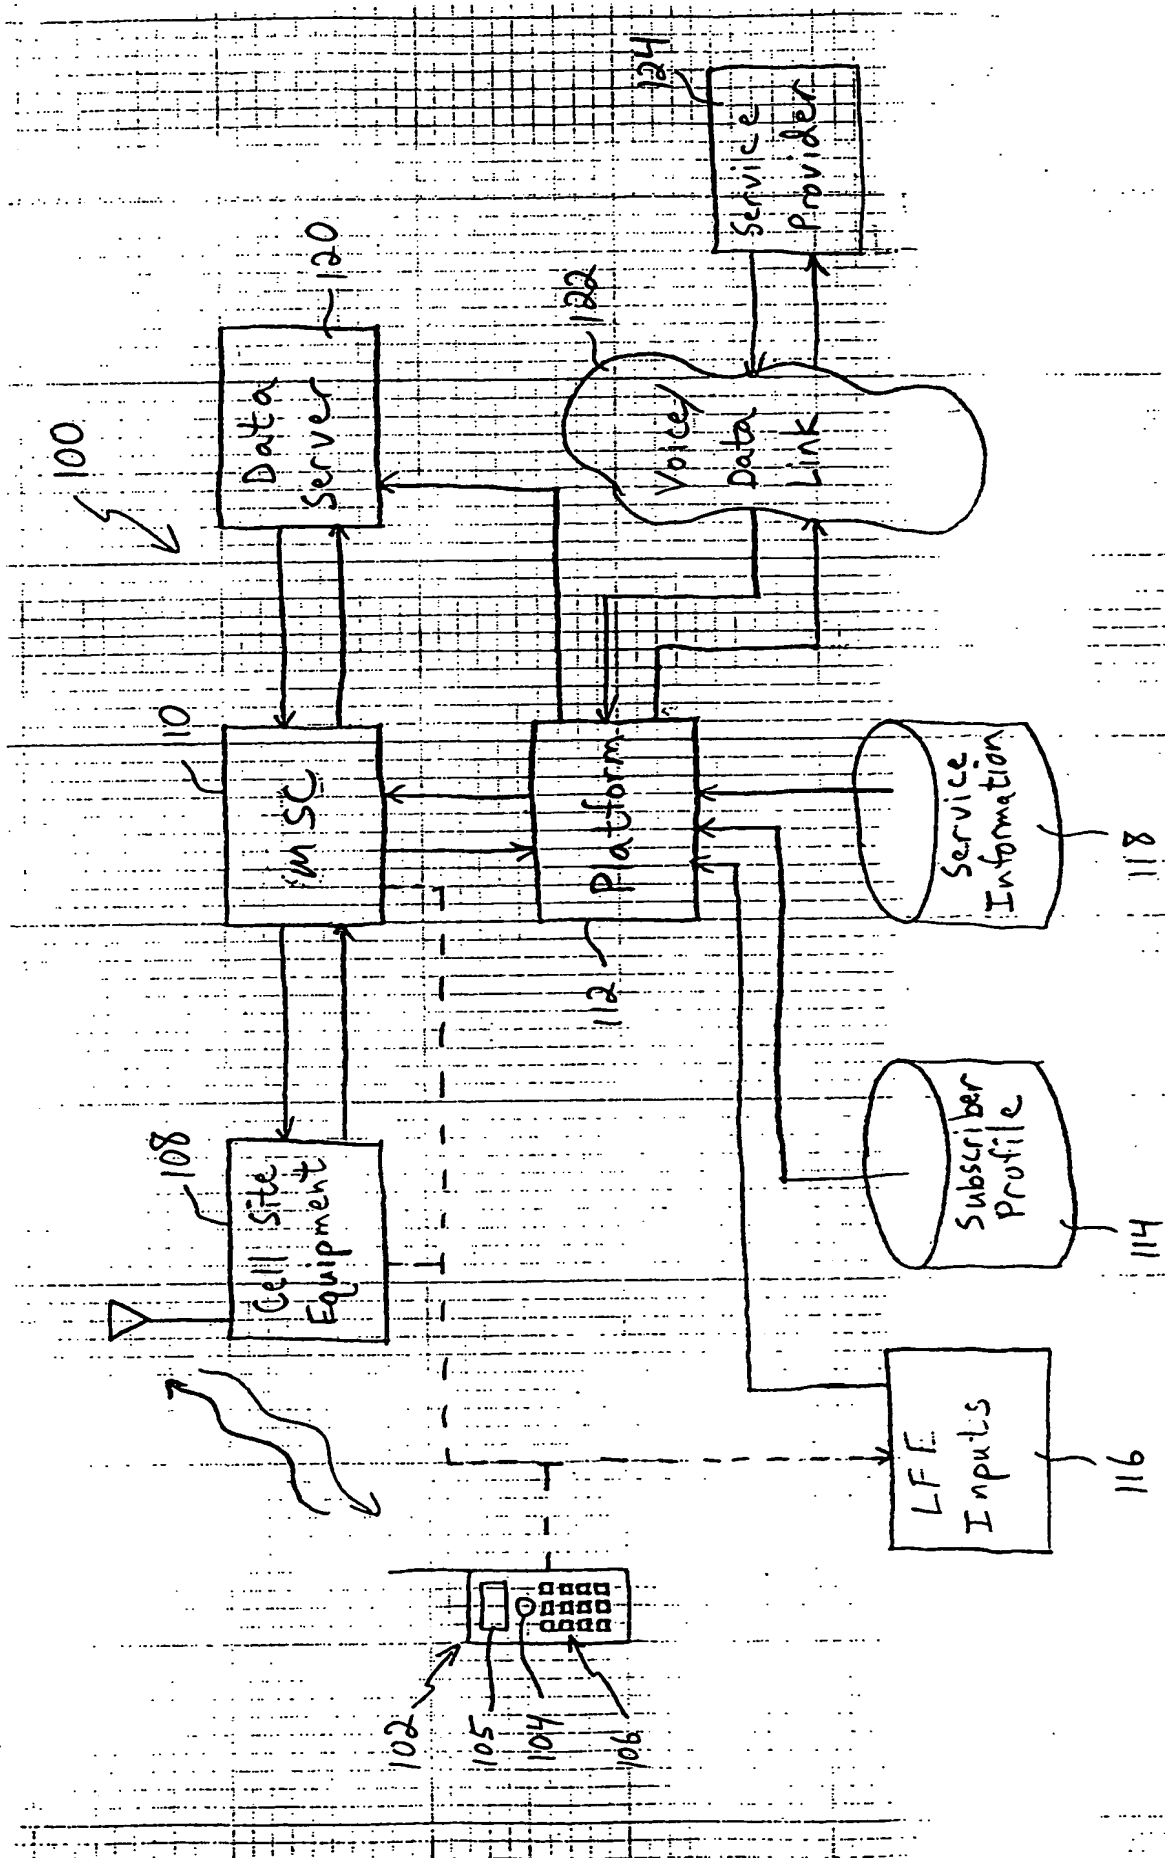 100
110
120
108
Cell Site
Equipment
MSC
Data
Server
102
105
104
106
112
Platform
122
Voice/
Data
Link
124
Service
Provider
LFE
Inputs
116
Subscriber
Profile
114
Service
Information
118